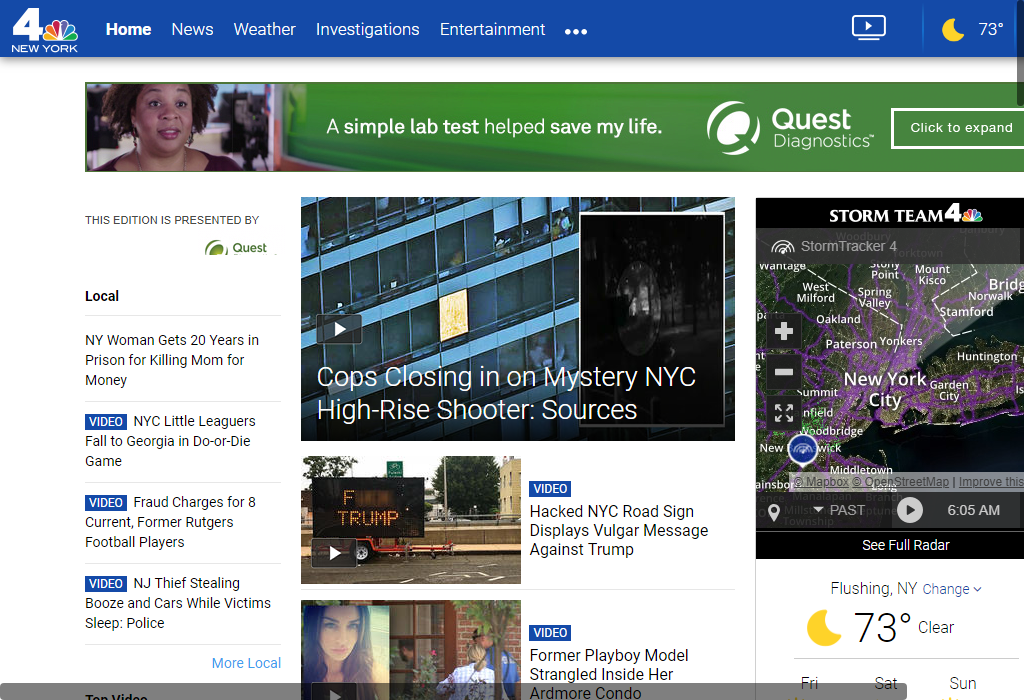 4
NEW YORK
Home
News
Weather
Investigations
Entertainment
73°
A simple lab test helped save my life.
Quest
Diagnostics™
Click to expand
THIS EDITION IS PRESENTED BY
Quest
Local
NY Woman Gets 20 Years in
Prison for Killing Mom for
Money
VIDEO NYC Little Leaguers
Fall to Georgia in Do-or-Die
Game
VIDEO Fraud Charges for 8
Current, Former Rutgers
Football Players
VIDEO NJ Thief Stealing
Booze and Cars While Victims
Sleep: Police
More Local
Top Video
Cops Closing in on Mystery NYC
High-Rise Shooter: Sources
F
TRUMP
VIDEO
Hacked NYC Road Sign
Displays Vulgar Message
Against Trump
VIDEO
Former Playboy Model
Strangled Inside Her
Ardmore Condo
STORM TEAM 4
StormTracker 4
Wantage
Stony
Point
Mount
Kisco
West
Milford
Spring
Valley
Bridg
Norwalk
Stamford
Oakland
Paterson
Yonkers
Huntington
New York
City
Garden
City
Summit
Woodbridge
Middletown
© Mapbox © OpenStreetMap | Improve this
PAST
6:05 AM
See Full Radar
Flushing, NY Change
73° Clear
Fri
Sat
Sun